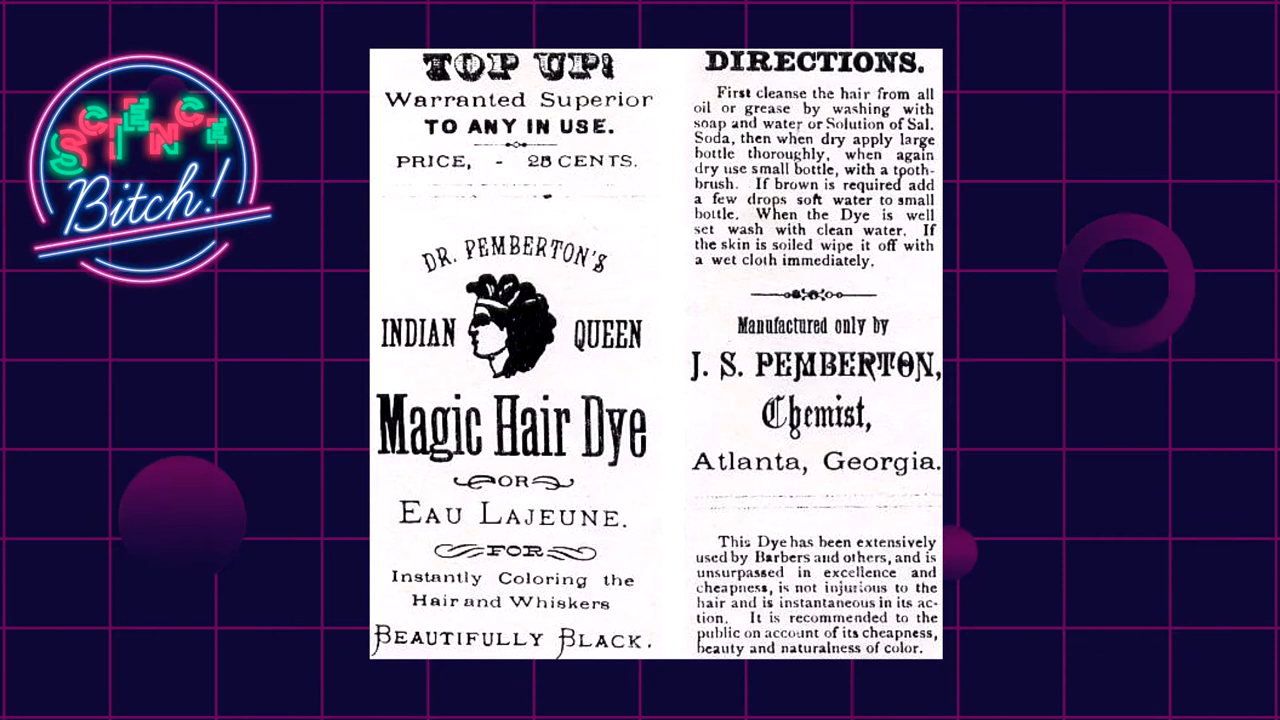 SCIENCE
Bitch!
TOP UP!
Warranted Superior
TO ANY IN USE.
PRICE, - 25 CENTS.
DR. PEMBERTON'S
INDIAN QUEEN
Magic Hair Dye
OR
EAU LAJEUNE.
FOR
Instantly Coloring the
Hair and Whiskers
BEAUTIFULLY BLACK.
DIRECTIONS.
First cleanse the hair from all
oil or grease by washing with
soap and water or Solution of Sal.
Soda, then when dry apply large
bottle thoroughly, when again
dry use small bottle, with a tooth-
brush. If brown is required add
a few drops soft water to small
bottle. When the Dye is well
set wash with clean water. If
the skin is soiled wipe it off with
a wet cloth immediately.
Manufactured only by
J. S. PEMBERTON,
Chemist,
Atlanta, Georgia.
This Dye has been extensively
used by Barbers and others, and is
unsurpassed in excellence and
cheapness, is not injurious to the
hair and is instantaneous in its ac-
tion. It is recommended to the
public on account of its cheapness,
beauty and naturalness of color.